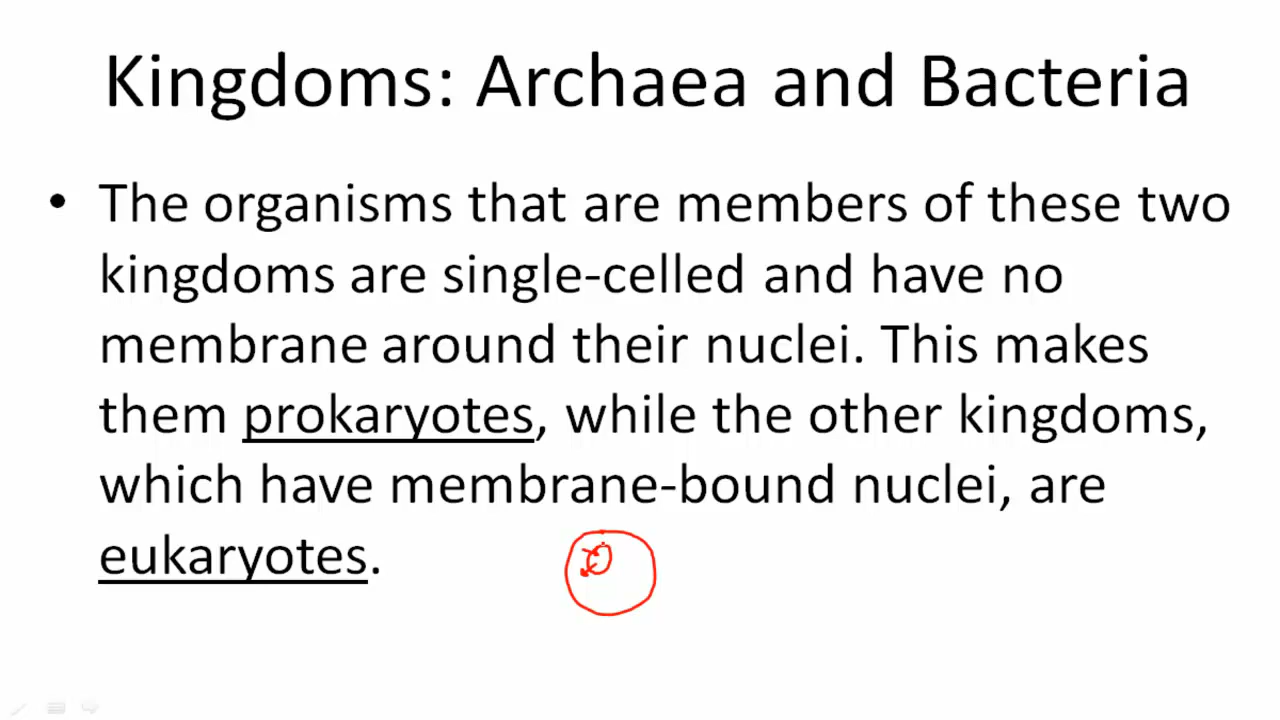 Kingdoms: Archaea and Bacteria
• The organisms that are members of these two
kingdoms are single-celled and have no
membrane around their nuclei. This makes
them prokaryotes, while the other kingdoms,
which have membrane-bound nuclei, are
eukaryotes.